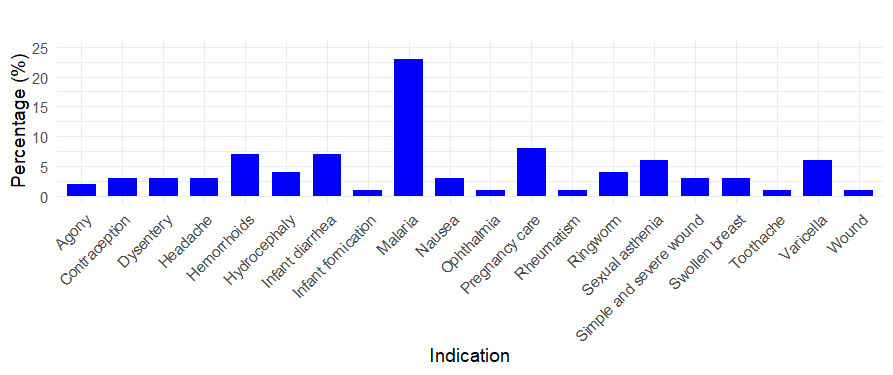 Percentage (%)
25
20
15
10
5
0
Agony
Contraception
Dysentery
Headache
Hemorrhoids
Hydrocephaly
Infant diarrhea
Infant fornication
Malaria
Nausea
Ophthalmia
Pregnancy care
Rheumatism
Ringworm
Sexual asthenia
Simple and severe wound
Swollen breast
Toothache
Varicella
Wound
Indication